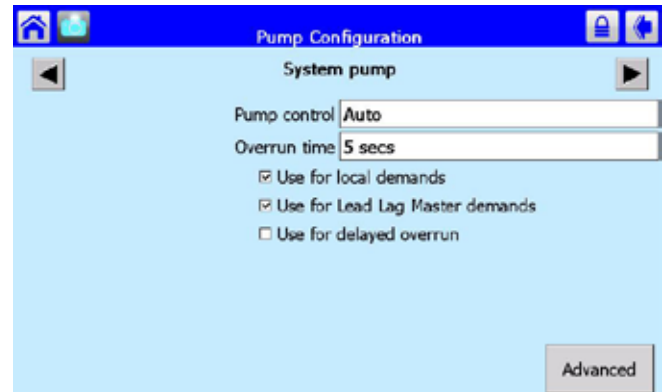 Pump Configuration
System pump
Pump control Auto
Overrun time 5 secs
Use for local demands
Use for Lead Lag Master demands
Use for delayed overrun
Advanced